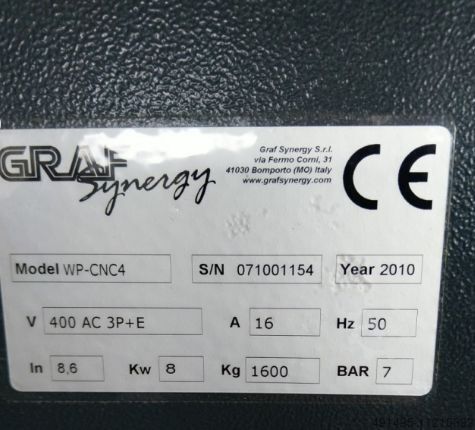 GRAF
Synergy
Graf Synergy S.r.l.
via Fermo Corni, 31
41030 Bomporto (MO) Italy
www.grafsynergy.com
CE
Model WP-CNC4 S/N 071001154 Year 2010
V 400 AC 3P+E A 16 Hz 50
In 8,6 Kw 8 Kg 1600 BAR 7